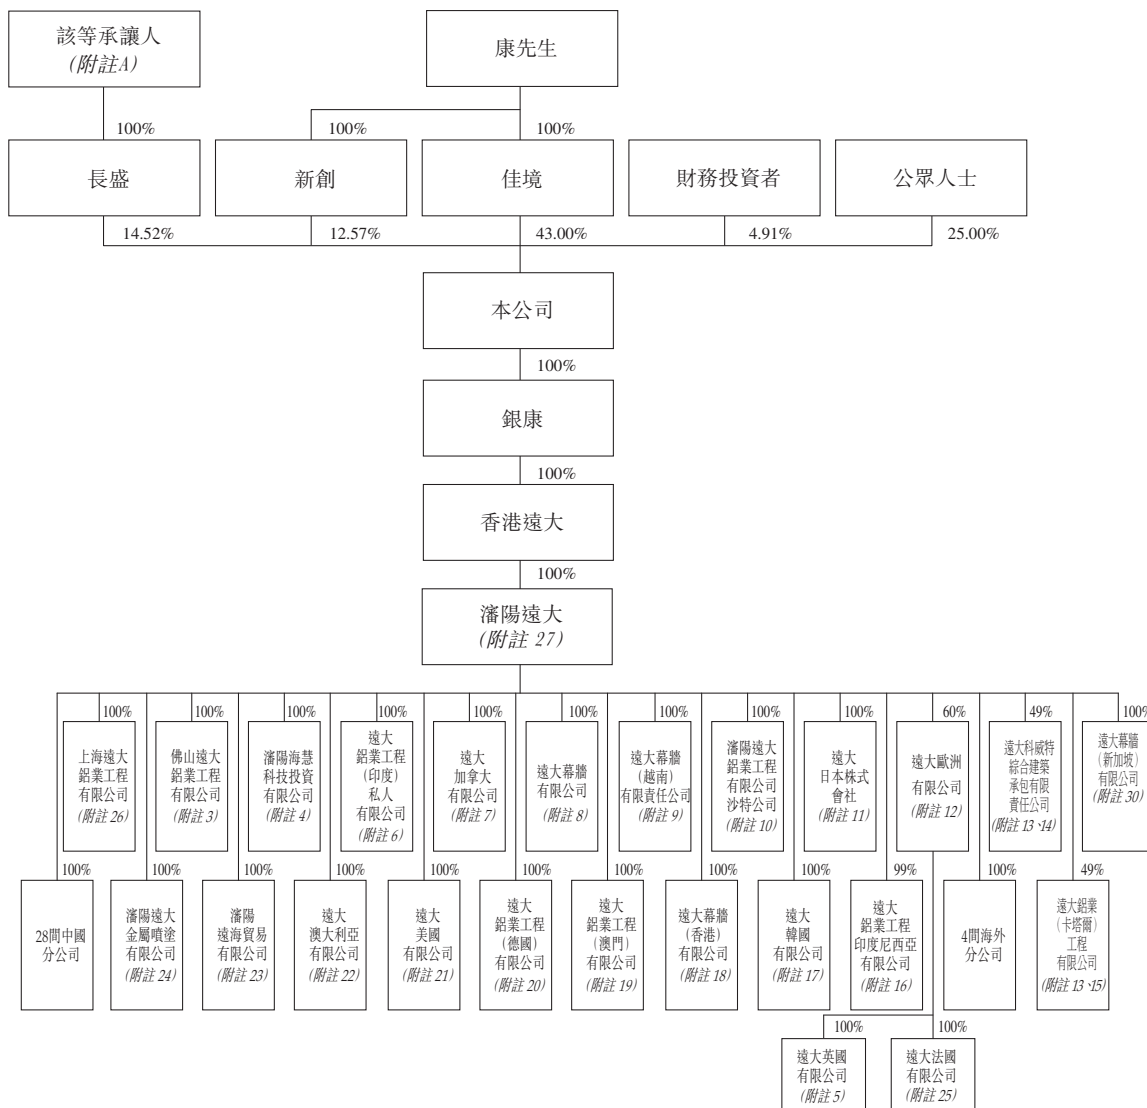 該等承讓人
(附註A)
康先生
100%
100%
100%
長盛
新創
佳境
財務投資者
公眾人士
14.52%
12.57%
43.00%
4.91%
25.00%
本公司
100%
銀康
100%
香港遠大
100%
瀋陽遠大
(附註 27)
100%
上海遠大
鋁業工程
有限公司
(附註 26)
100%
佛山遠大
鋁業工程
有限公司
(附註 3)
100%
瀋陽海慧
科技投資
有限公司
(附註 4)
100%
遠大
鋁業工程
(印度)
私人
有限公司
(附註 6)
100%
遠大
加拿大
有限公司
(附註 7)
100%
遠大幕牆
有限公司
(附註 8)
100%
遠大幕牆
(越南)
有限責任公司
(附註 9)
100%
瀋陽遠大
鋁業工程
有限公司
沙特公司
(附註 10)
100%
遠大
日本株式
會社
(附註 11)
60%
遠大歐洲
有限公司
(附註 12)
49%
遠大科威特
綜合建築
承包有限
責任公司
(附註 13、14)
100%
遠大幕牆
(新加坡)
有限公司
(附註 30)
100%
28間中國
分公司
100%
瀋陽遠大
金屬噴塗
有限公司
(附註 24)
100%
瀋陽
遠海貿易
有限公司
(附註 23)
100%
遠大
澳大利亞
有限公司
(附註 22)
100%
遠大
美國
有限公司
(附註 21)
100%
遠大
鋁業工程
(德國)
有限公司
(附註 20)
100%
遠大
鋁業工程
(澳門)
有限公司
(附註 19)
100%
遠大幕牆
(香港)
有限公司
(附註 18)
100%
遠大
韓國
有限公司
(附註 17)
99%
遠大
鋁業工程
印度尼西亞
有限公司
(附註 16)
100%
4間海外
分公司
49%
遠大鋁業
(卡塔爾)
工程
有限公司
(附註 13、15)
100%
遠大英國
有限公司
(附註 5)
100%
遠大法國
有限公司
(附註 25)